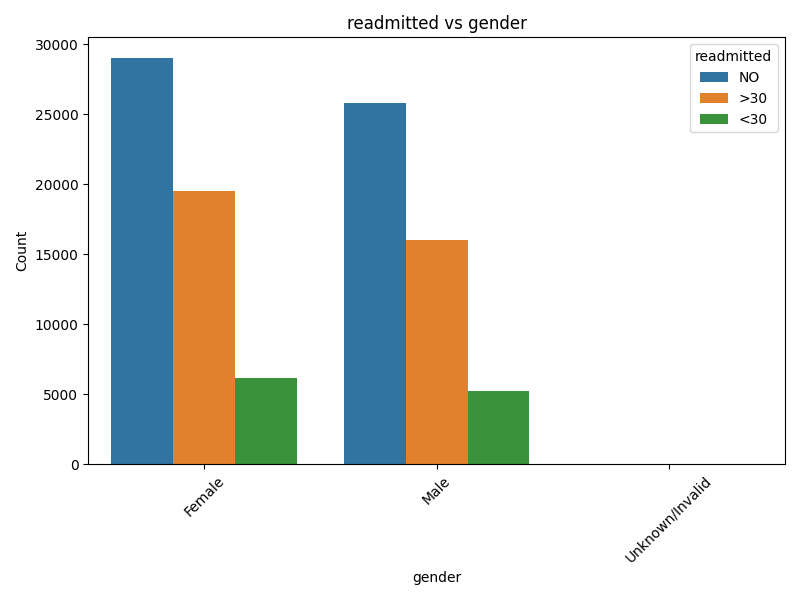 readmitted vs gender
30000
25000
20000
15000
10000
5000
0
Count
readmitted
NO
>30
<30
Female
Male
Unknown/Invalid
gender